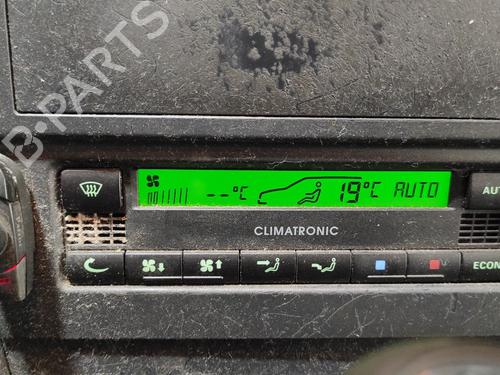 B-PARTS
--°C 19°C AUTO
AUT
CLIMATRONIC
ECON